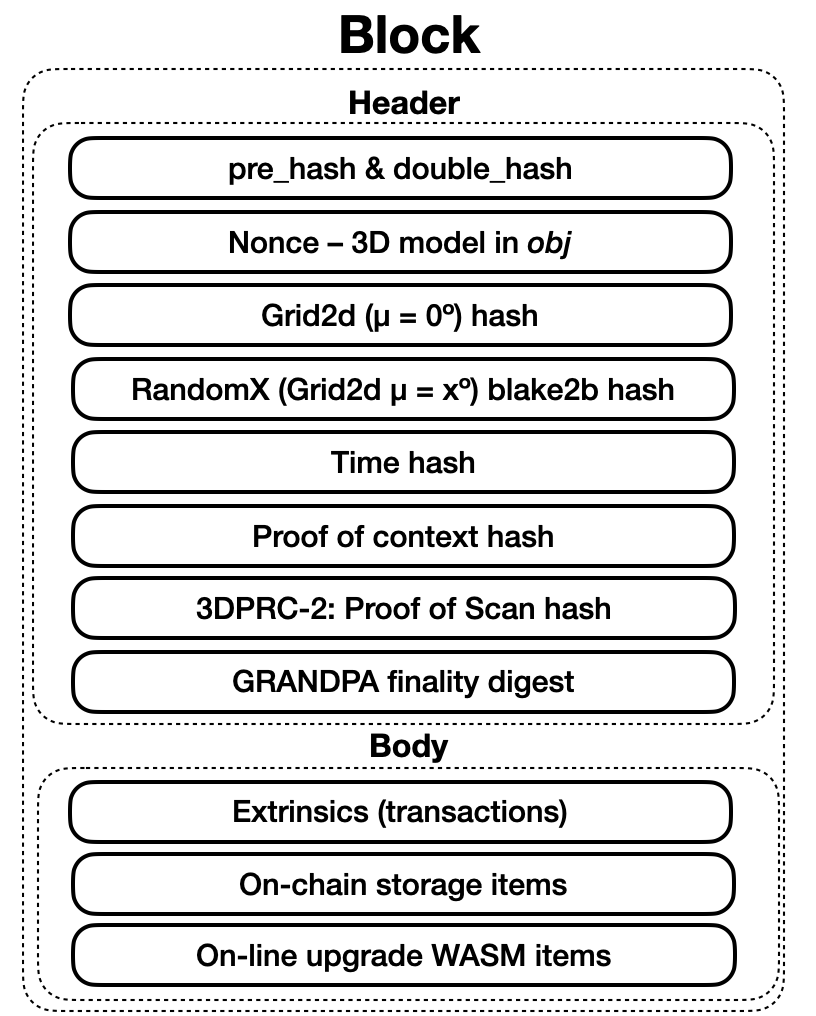 Block
Header
pre_hash & double_hash
Nonce – 3D model in obj
Grid2d (µ = 0º) hash
RandomX (Grid2d µ = xº) blake2b hash
Time hash
Proof of context hash
3DPRC-2: Proof of Scan hash
GRANDPA finality digest
Body
Extrinsics (transactions)
On-chain storage items
On-line upgrade WASM items